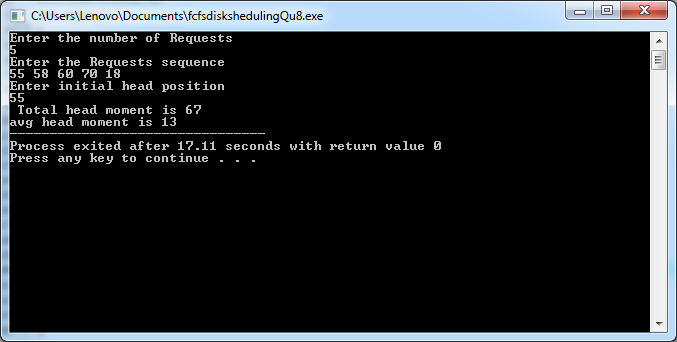 C:\Users\Lenovo\Documents\fcfsdiskshedulingQu8.exe
Enter the number of Requests
5
Enter the Requests sequence
55 58 60 70 18
Enter initial head position
55
Total head moment is 67
avg head moment is 13
--------------------------------
Process exited after 17.11 seconds with return value 0
Press any key to continue . . .